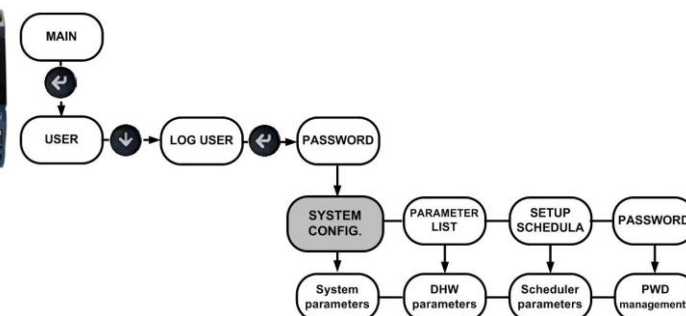 MAIN
USER
LOG USER
PASSWORD
SYSTEM
CONFIG.
PARAMETER
LIST
SETUP
SCHEDULA
PASSWORD
System
parameters
DHW
parameters
Scheduler
parameters
PWD
management